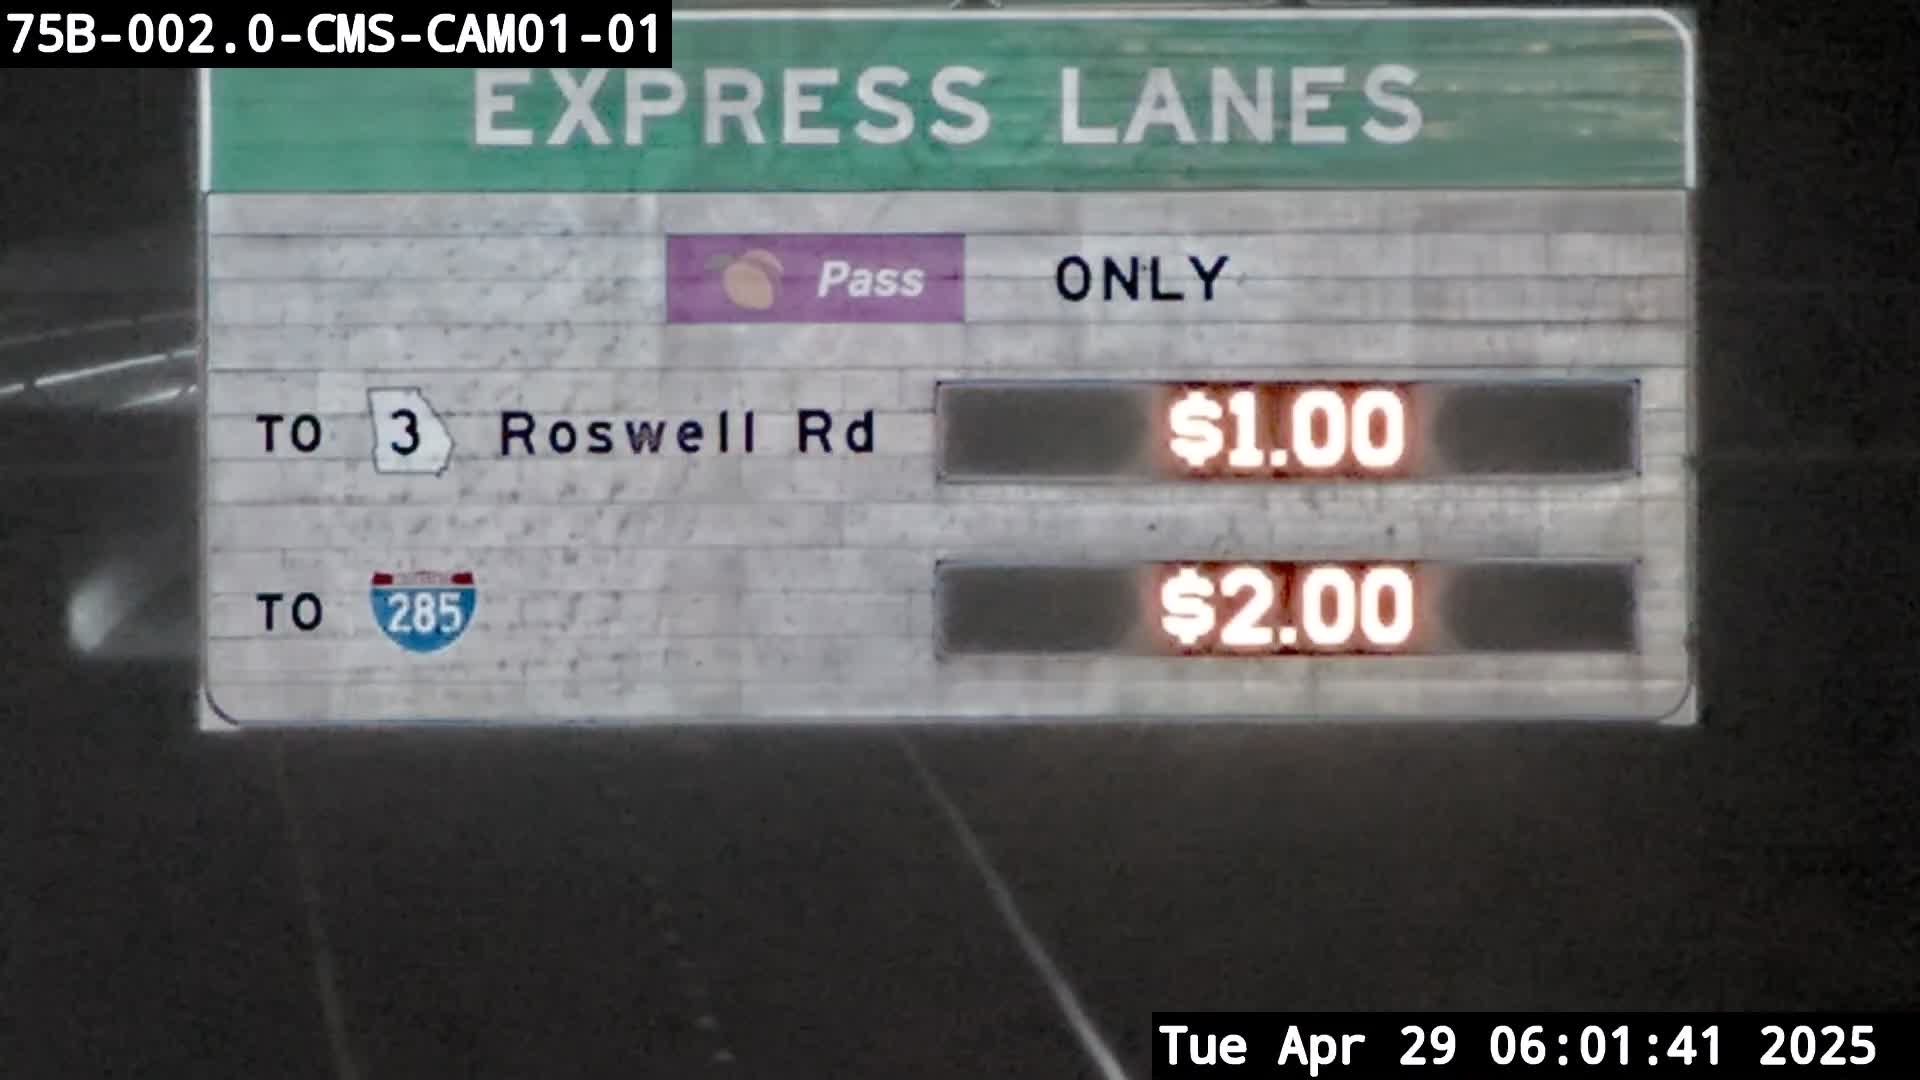 75B-002.0-CMS-CAM01-01
EXPRESS LANES
Pass ONLY
TO 3 Roswell Rd $1.00
TO 285 $2.00
Tue Apr 29 06:01:41 2025